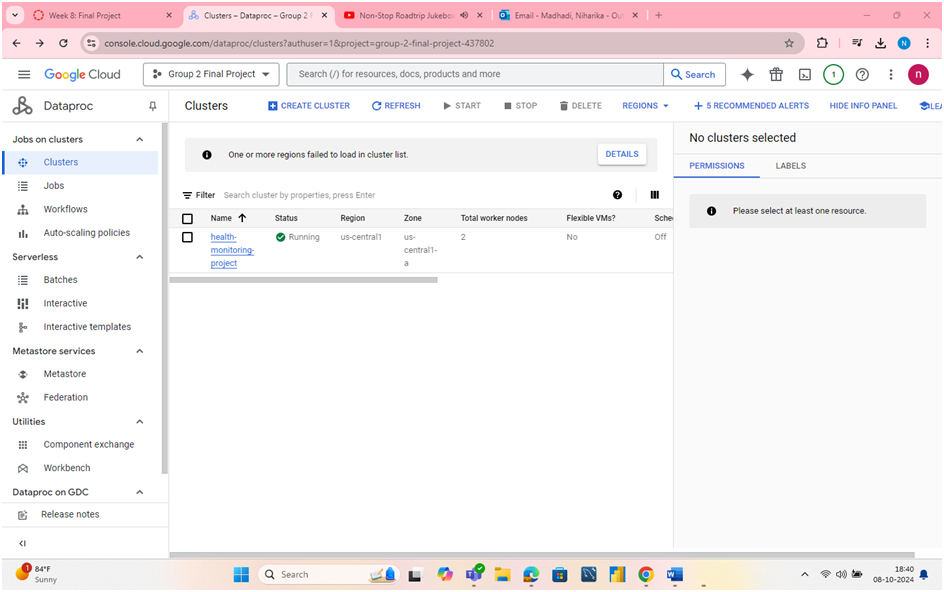 Week 8: Final Project
Clusters – Dataproc – Group 2 F
Non-Stop Roadtrip Jukebo
Email - Madhadi, Niharika - Ou
console.cloud.google.com/dataproc/clusters?authuser=1&project=group-2-final-project-437802
N
Google Cloud
Group 2 Final Project
Search (/) for resources, docs, products and more
Search
1
n
Dataproc
Clusters
CREATE CLUSTER
REFRESH
START
STOP
DELETE
REGIONS
5 RECOMMENDED ALERTS
HIDE INFO PANEL
LEA
Jobs on clusters
Clusters
Jobs
Workflows
Auto-scaling policies
Serverless
Batches
Interactive
Interactive templates
Metastore services
Metastore
Federation
Utilities
Component exchange
Workbench
Dataproc on GDC
Release notes
One or more regions failed to load in cluster list.
DETAILS
Filter Search cluster by properties, press Enter
Name Status Region Zone Total worker nodes Flexible VMs? Sched
health-
monitoring-
project
Running
us-central1
us-
central1-
a
2
No
Off
No clusters selected
PERMISSIONS LABELS
Please select at least one resource.
1
84°F
Sunny
Search
18:40
08-10-2024